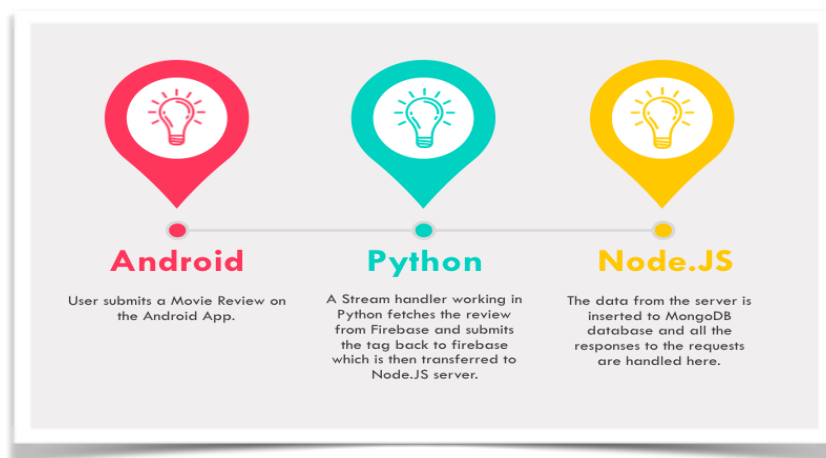 Android
User submits a Movie Review on
the Android App.
Python
A Stream handler working in
Python fetches the review
from Firebase and submits
the tag back to firebase
which is then transferred to
Node.JS server.
Node.JS
The data from the server is
inserted to MongoDB
database and all the
responses to the requests
are handled here.